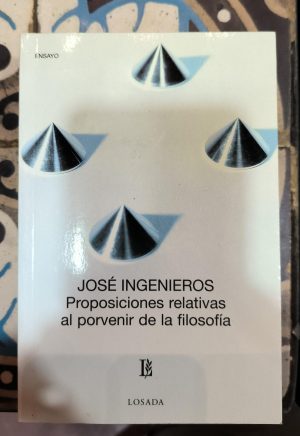 ENSAYO
JOSÉ INGENIEROS
Proposiciones relativas
al porvenir de la filosofía
L
LOSADA